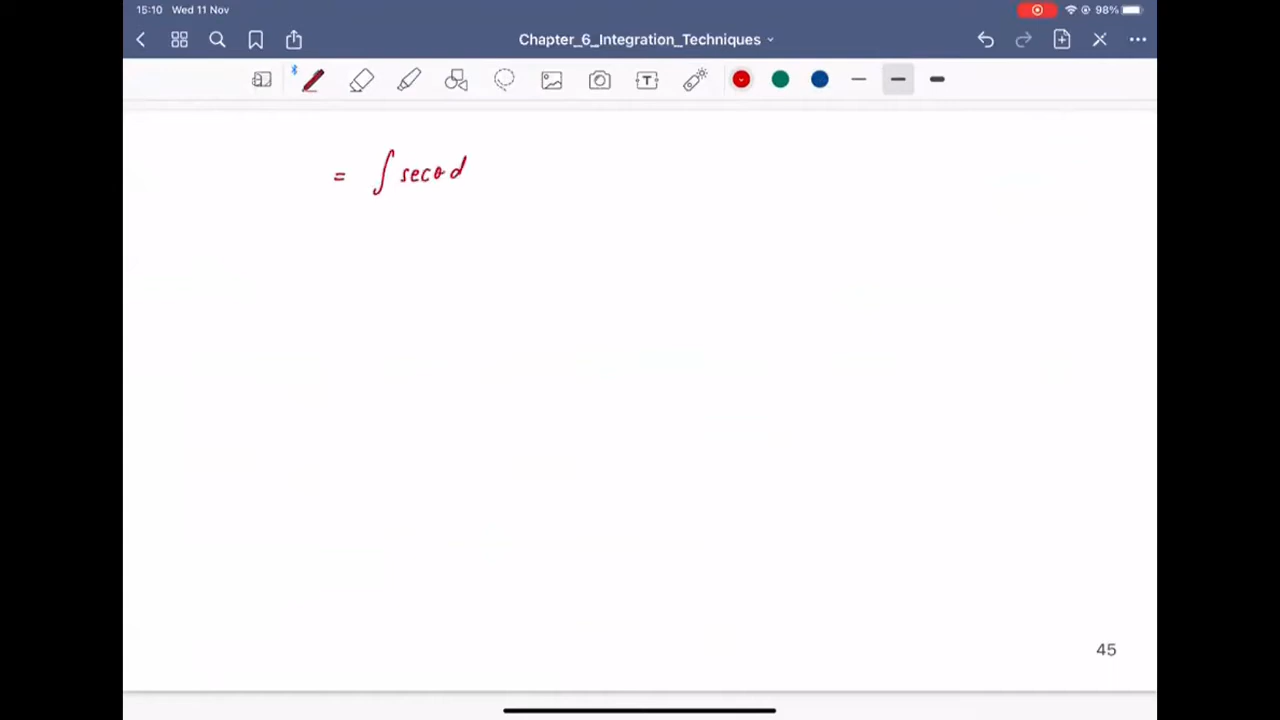 15:10 Wed 11 Nov 98%
Chapter_6_Integration_Techniques
T
= ∫ secθ d
45